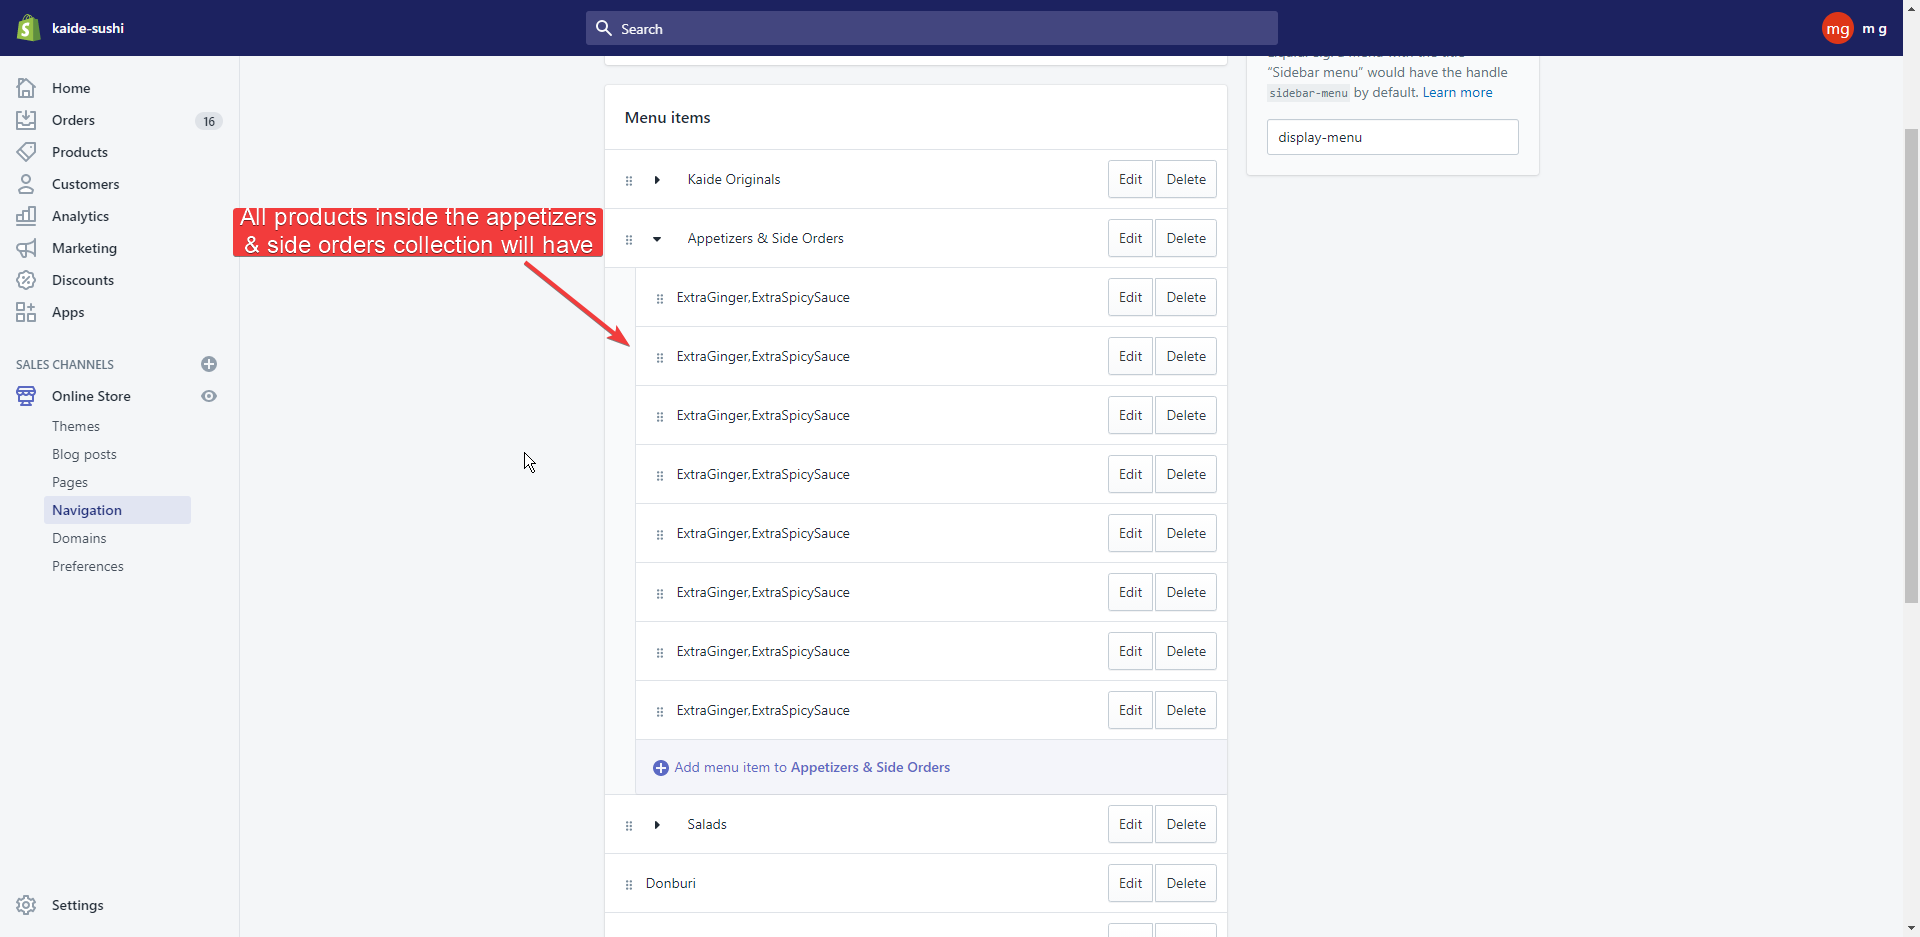 kaide-sushi
Search
mg
m g
Home
Orders
16
Products
Customers
Analytics
Marketing
Discounts
Apps
SALES CHANNELS
Online Store
Themes
Blog posts
Pages
Navigation
Domains
Preferences
Settings
All products inside the appetizers
& side orders collection will have
Menu items
Kaide Originals
Edit
Delete
Appetizers & Side Orders
Edit
Delete
ExtraGinger,ExtraSpicySauce
Edit
Delete
ExtraGinger,ExtraSpicySauce
Edit
Delete
ExtraGinger,ExtraSpicySauce
Edit
Delete
ExtraGinger,ExtraSpicySauce
Edit
Delete
ExtraGinger,ExtraSpicySauce
Edit
Delete
ExtraGinger,ExtraSpicySauce
Edit
Delete
ExtraGinger,ExtraSpicySauce
Edit
Delete
ExtraGinger,ExtraSpicySauce
Edit
Delete
Add menu item to Appetizers & Side Orders
Salads
Edit
Delete
Donburi
Edit
Delete
“Sidebar menu” would have the handle
sidebar-menu by default. Learn more
display-menu